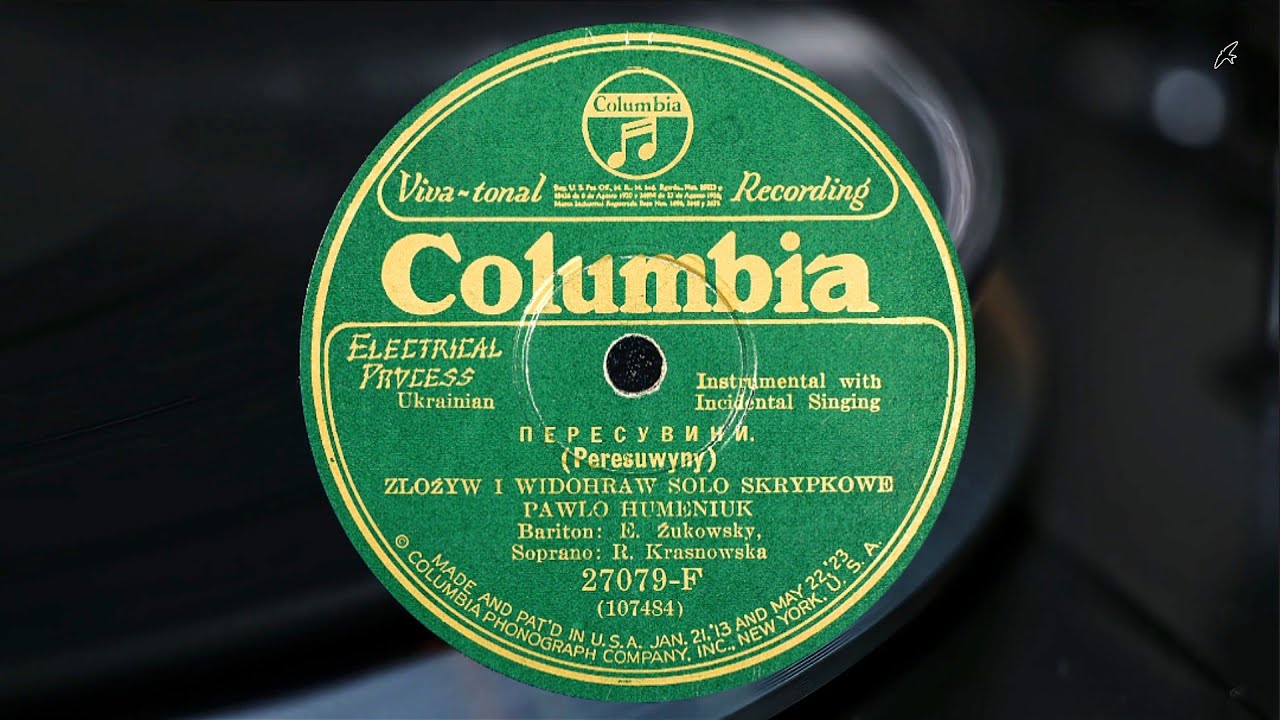 Columbia
Viva-tonal Recording
Columbia
ELECTRICAL
PROCESS
Ukrainian
Instrumental with
Incidental Singing
ПЕРЕСУВИНИ.
(Peresuwyny)
ZLOŻYW I WIDOHRAW SOLO SKRYPKOWE
PAWLO HUMENIUK
Bariton: E. Żukowsky,
Soprano: R. Krasnowska
27079-F
(107484)
MADE AND PAT'D IN U.S.A. JAN. 21,'13 AND MAY 22,'23
© COLUMBIA PHONOGRAPH COMPANY, INC., NEW YORK, U.S.A.